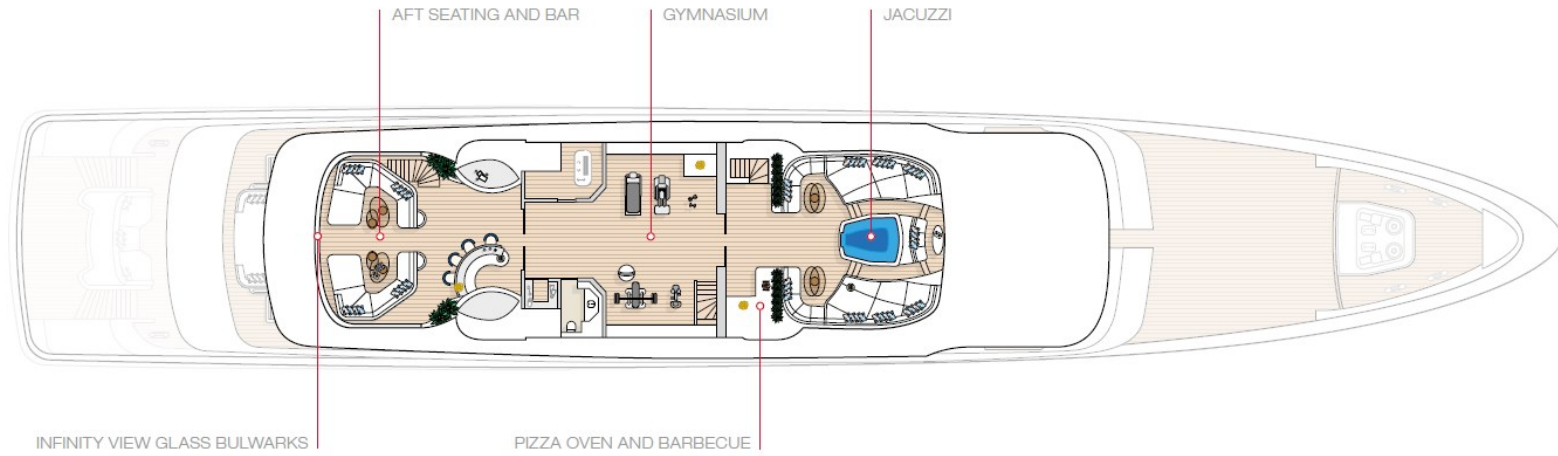 AFT SEATING AND BAR
GYMNASIUM
JACUZZI
INFINITY VIEW GLASS BULWARKS
PIZZA OVEN AND BARBECUE